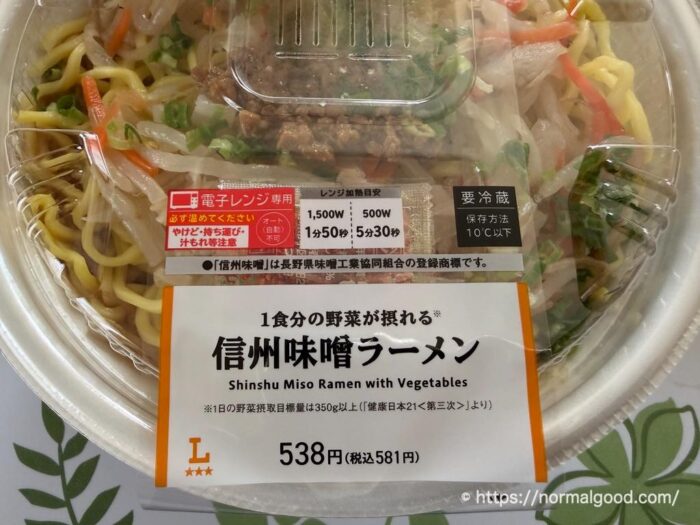 電子レンジ専用
必ず温めてください
やけど・持ち運び・
汁もれ等注意
オート
(自動)
不可
レンジ加熱目安
1,500W 500W
1分50秒 5分30秒
要冷蔵
保存方法
10℃以下
●「信州味噌」は長野県味噌工業協同組合の登録商標です。
1食分の野菜が摂れる※
信州味噌ラーメン
Shinshu Miso Ramen with Vegetables
※1日の野菜摂取目標量は350g以上(「健康日本21<第三次>」より)
L
538円(税込581円)
© https://normalgood.com/